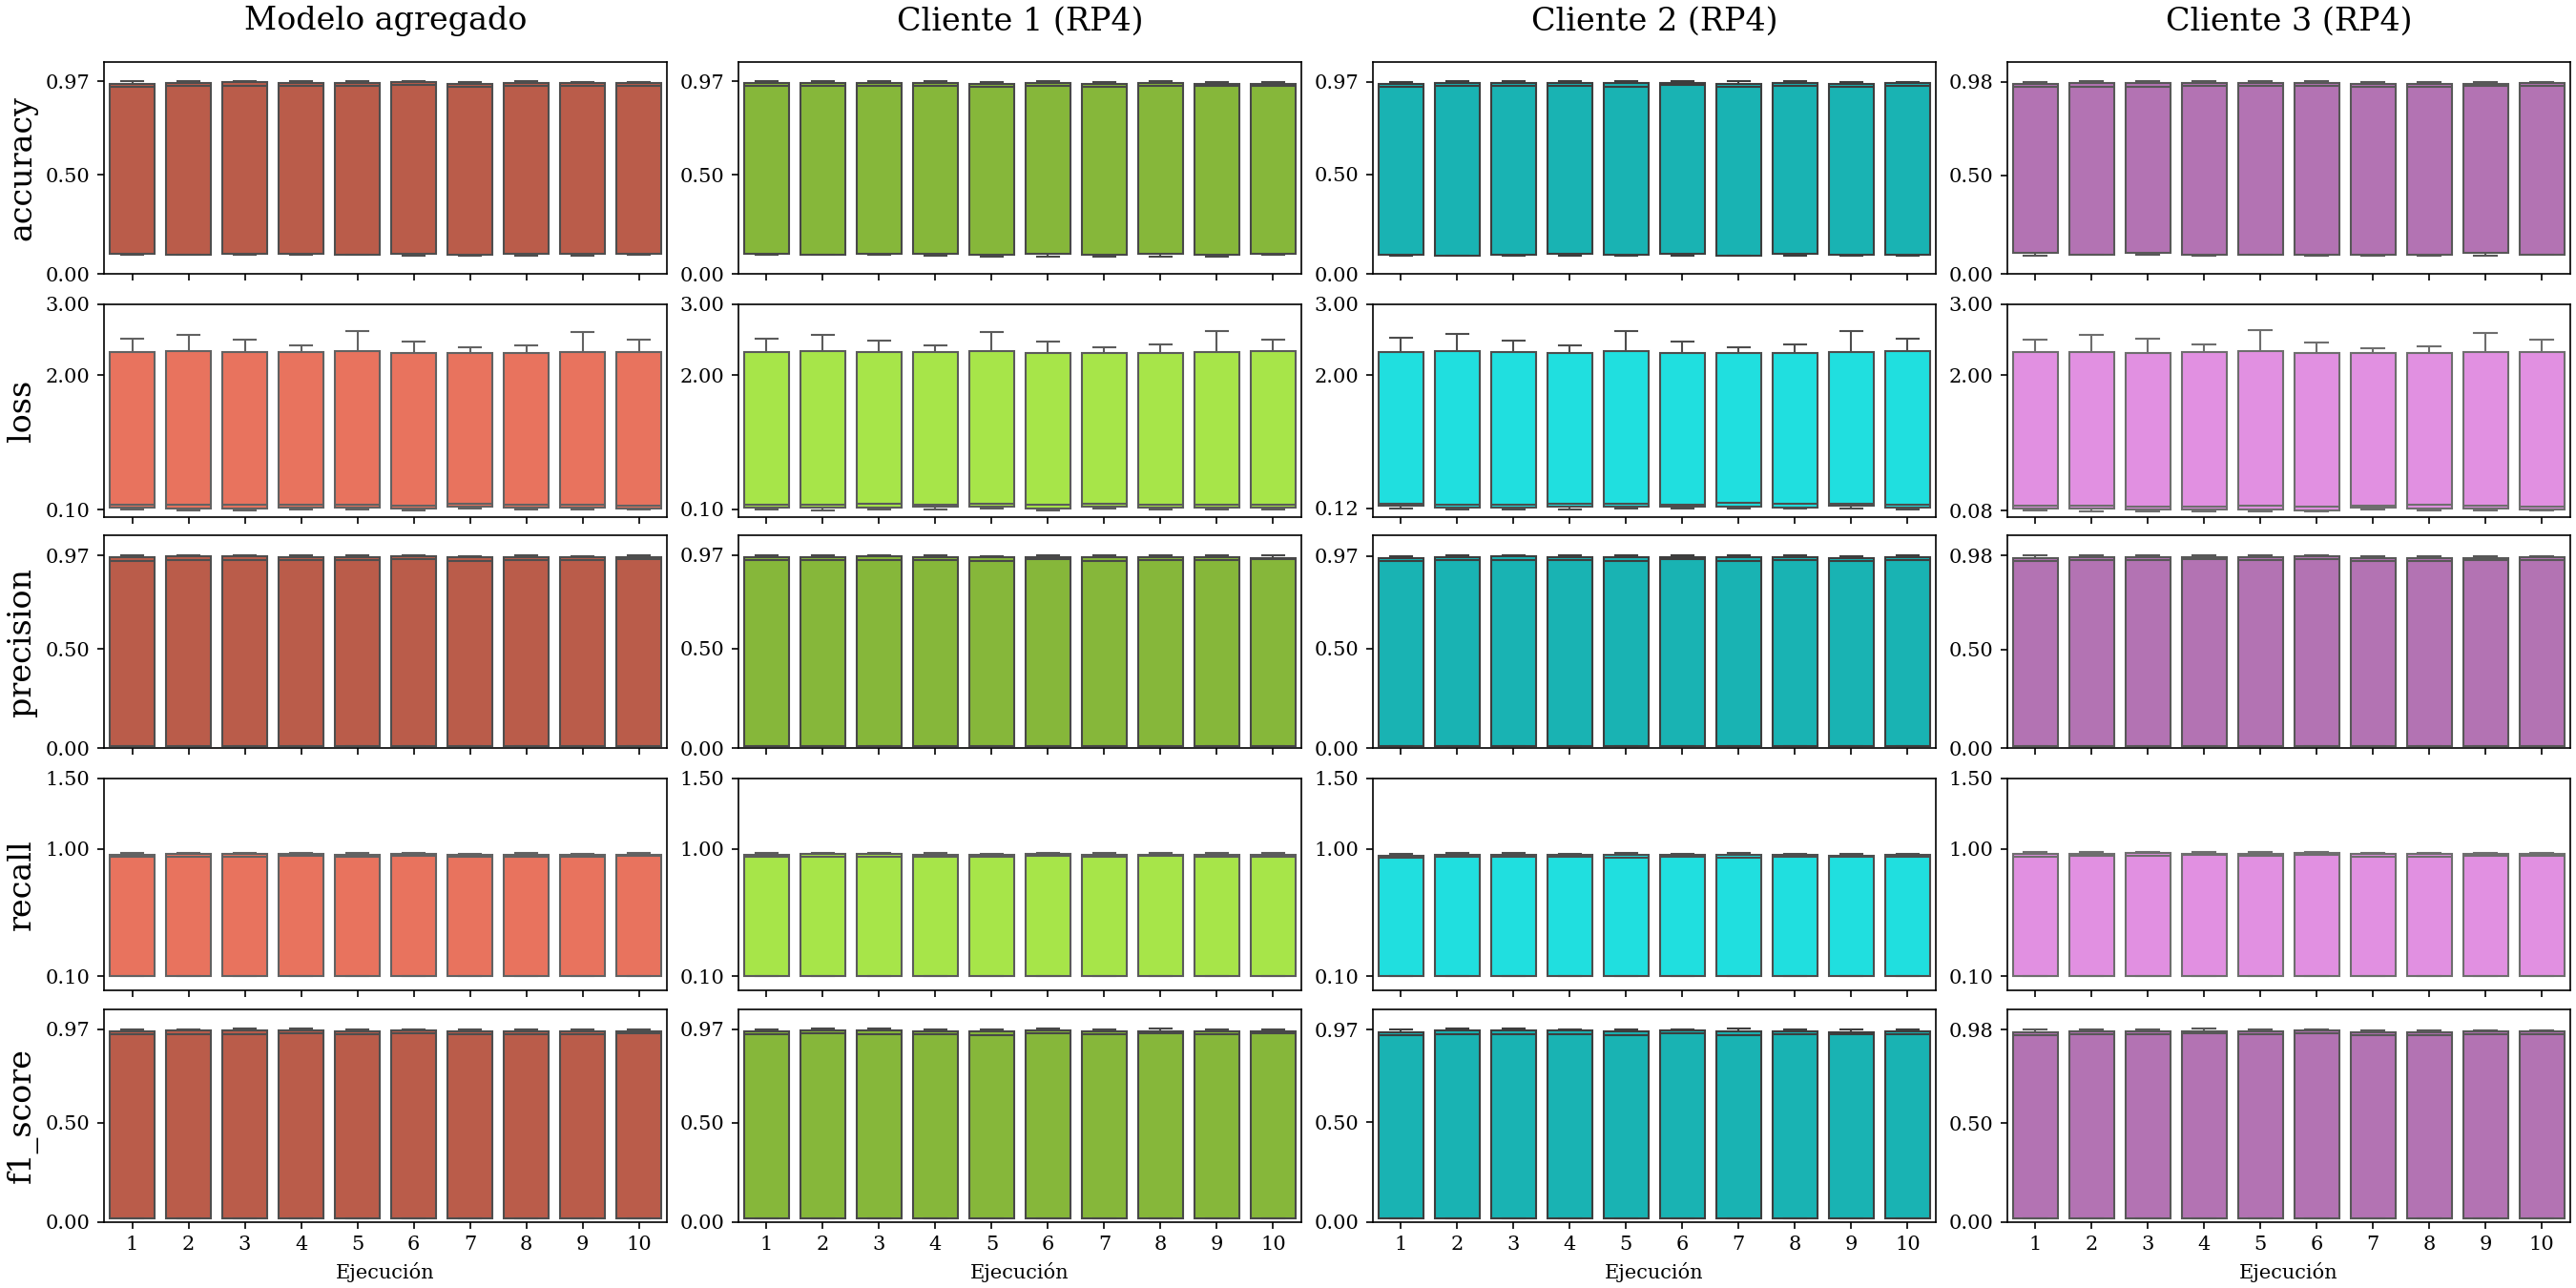 Modelo agregado Cliente 1 (RP4) Cliente 2 (RP4) Cliente 3 (RP4)
accuracy
0.97 0.97 0.97 0.98
0.50 0.50 0.50 0.50
0.00 0.00 0.00 0.00
loss
3.00 3.00 3.00 3.00
2.00 2.00 2.00 2.00
0.10 0.10 0.12 0.08
precision
0.97 0.97 0.97 0.98
0.50 0.50 0.50 0.50
0.00 0.00 0.00 0.00
recall
1.50 1.50 1.50 1.50
1.00 1.00 1.00 1.00
0.10 0.10 0.10 0.10
f1_score
0.97 0.97 0.97 0.98
0.50 0.50 0.50 0.50
0.00 0.00 0.00 0.00
1 2 3 4 5 6 7 8 9 10 1 2 3 4 5 6 7 8 9 10 1 2 3 4 5 6 7 8 9 10 1 2 3 4 5 6 7 8 9 10
Ejecución Ejecución Ejecución Ejecución